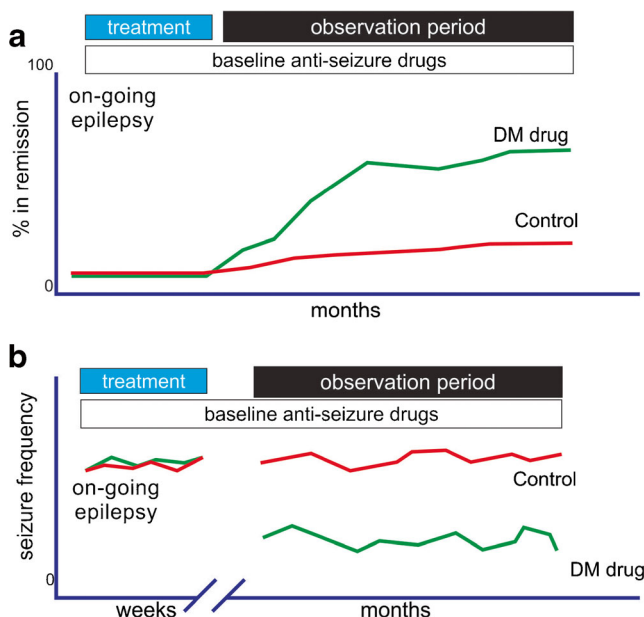 a
treatment
observation period
baseline anti-seizure drugs
100
on-going
epilepsy
DM drug
% in remission
Control
0
months
b
treatment
observation period
baseline anti-seizure drugs
seizure frequency
on-going
epilepsy
Control
DM drug
0
weeks
months